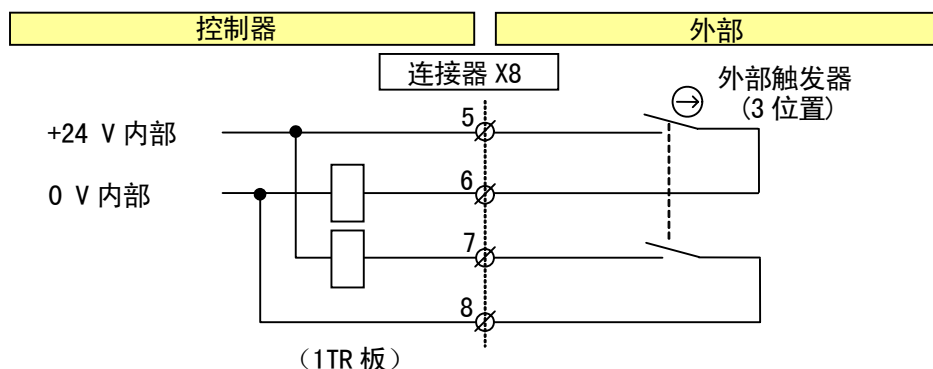 控制器
外部
连接器 X8
外部触发器
(3 位置)
+24 V 内部
5
0 V 内部
6
7
8
（1TR 板）